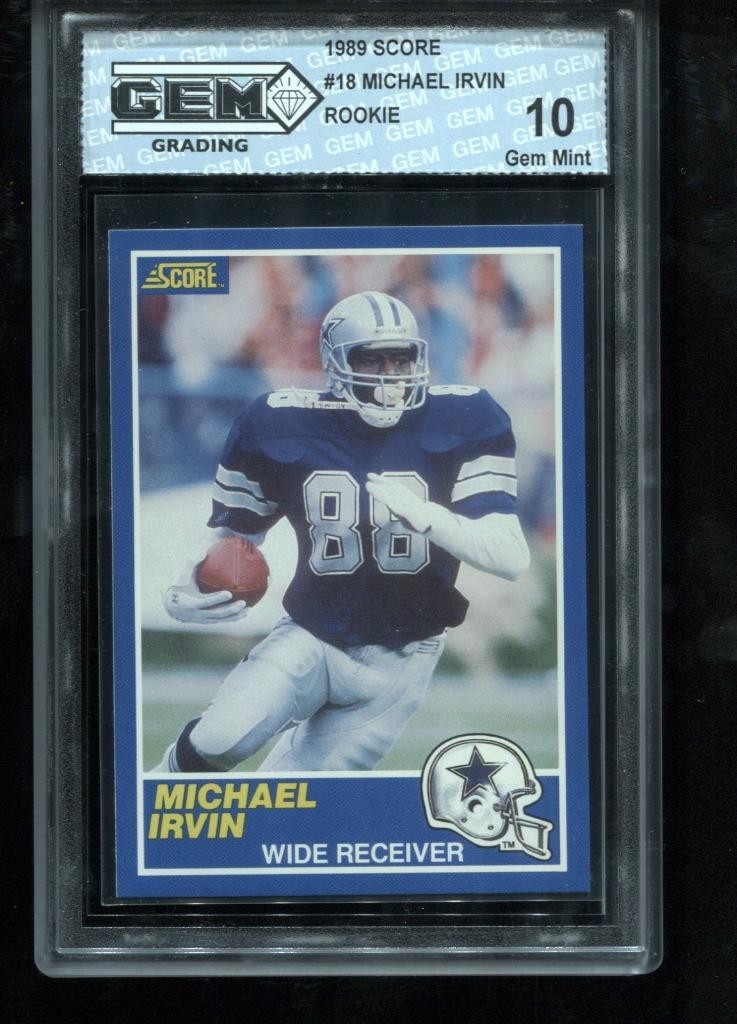 1989 SCORE
GEM
#18 MICHAEL IRVIN
ROOKIE
10
GRADING
Gem Mint
SCORE
88
MICHAEL
IRVIN
WIDE RECEIVER
TM